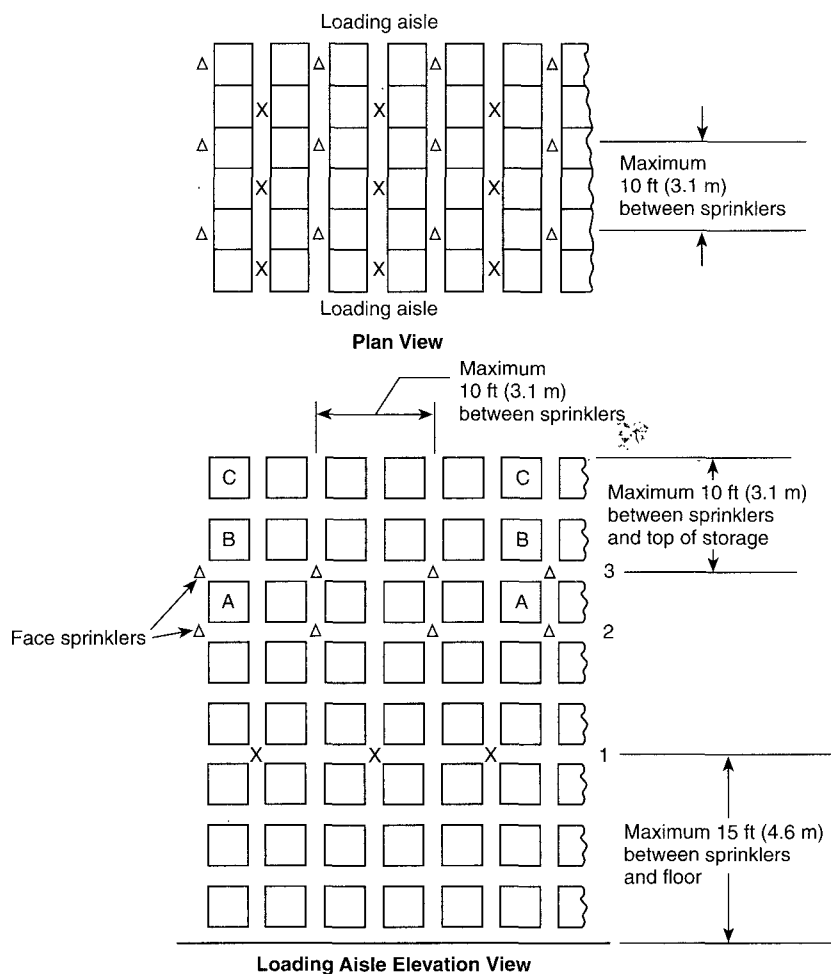 Loading aisle
Δ Δ Δ Δ
X X X
Δ Δ Δ Δ
X X X
Δ Δ Δ Δ
X X X
Maximum
10 ft (3.1 m)
between sprinklers
Loading aisle
Plan View
Maximum
10 ft (3.1 m)
between sprinklers
C C
B B
Maximum 10 ft (3.1 m)
between sprinklers
and top of storage
Δ Δ Δ Δ 3
A A
Face sprinklers
Δ Δ Δ Δ 2
X X X 1
Maximum 15 ft (4.6 m)
between sprinklers
and floor
Loading Aisle Elevation View